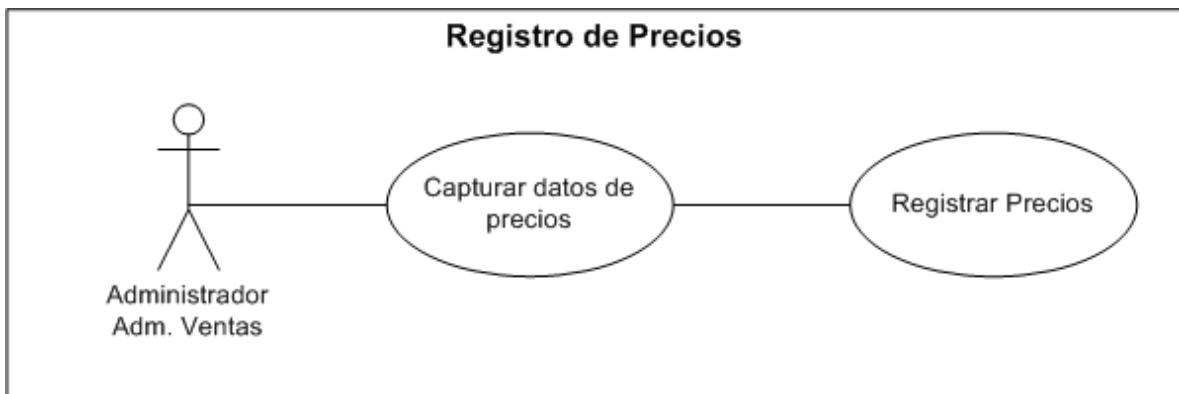 Registro de Precios
Capturar datos de
precios
Registrar Precios
Administrador
Adm. Ventas